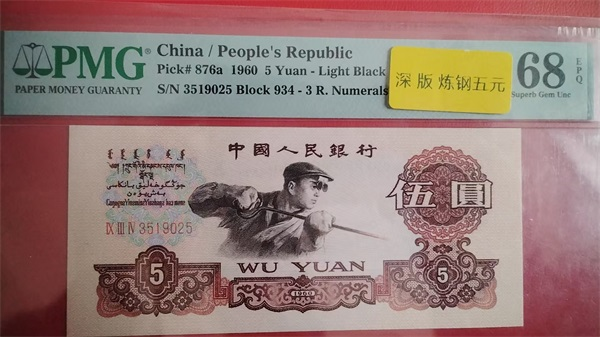 PMG®
PAPER MONEY GUARANTY
China / People's Republic
Pick# 876a 1960 5 Yuan - Light Black
S/N 3519025 Block 934 - 3 R. Numerals
深版炼钢五元
68 EPQ
Superb Gem Unc
中國人民銀行
伍圓
IX III IV 3519025
5
WU YUAN
5
1960